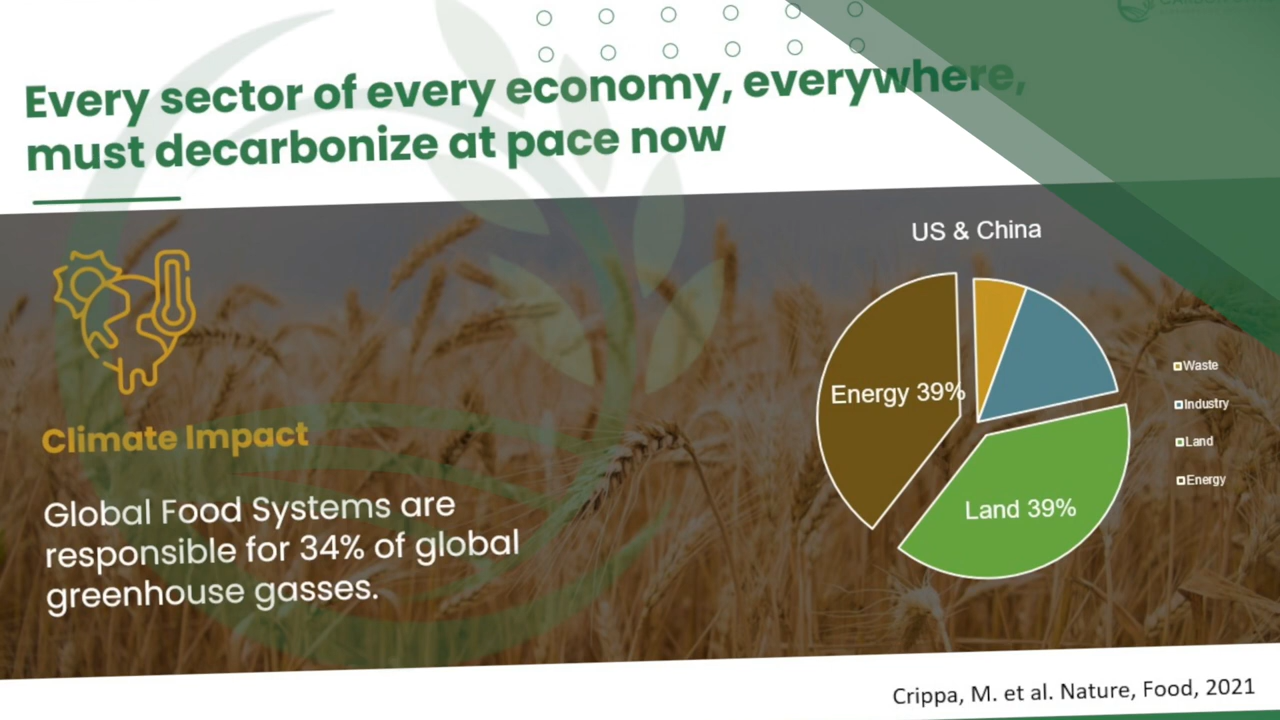 Every sector of every economy, everywhere,
must decarbonize at pace now
US & China
Energy 39%
Land 39%
Waste
Industry
Land
Energy
Climate Impact
Global Food Systems are
responsible for 34% of global
greenhouse gasses.
Crippa, M. et al. Nature, Food, 2021